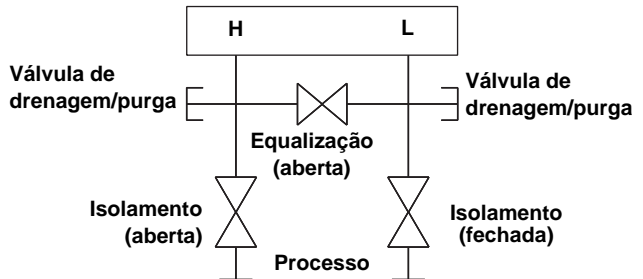 H L
Válvula de
drenagem/purga
Válvula de
drenagem/purga
Equalização
(aberta)
Isolamento
(aberta)
Isolamento
(fechada)
Processo